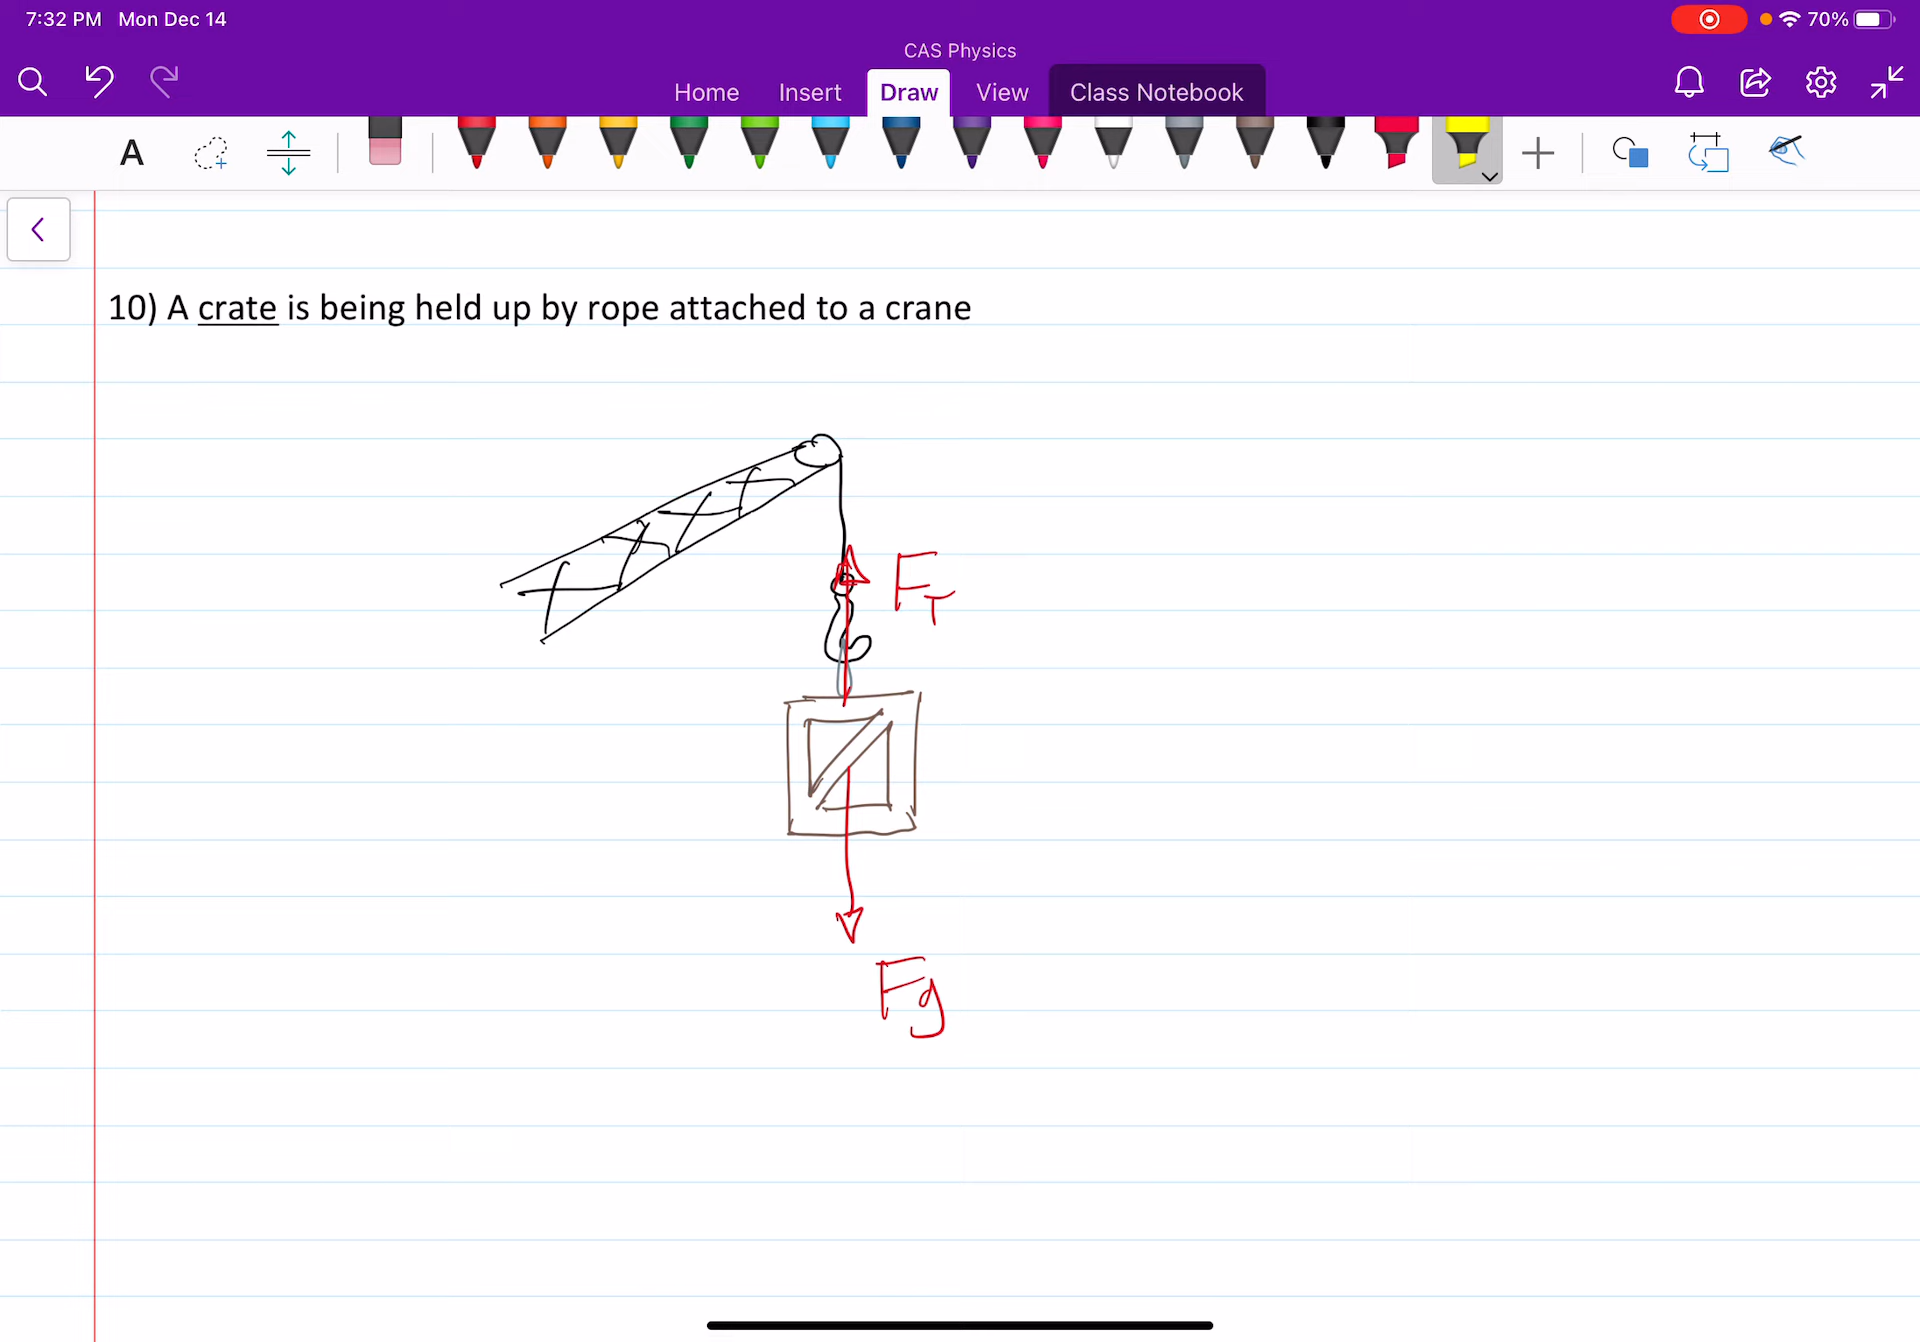 7:32 PM Mon Dec 14
70%
CAS Physics
Home Insert Draw View Class Notebook
A
10) A crate is being held up by rope attached to a crane
FT
Fg